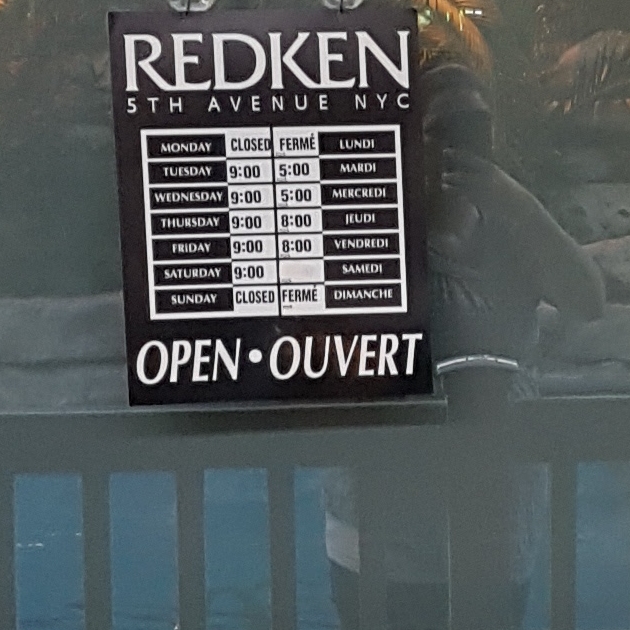 REDKEN
5TH AVENUE NYC
MONDAY CLOSED FERMÉ LUNDI
TUESDAY 9:00 5:00 MARDI
WEDNESDAY 9:00 5:00 MERCREDI
THURSDAY 9:00 8:00 JEUDI
FRIDAY 9:00 8:00 VENDREDI
SATURDAY 9:00 SAMEDI
SUNDAY CLOSED FERMÉ DIMANCHE
OPEN • OUVERT